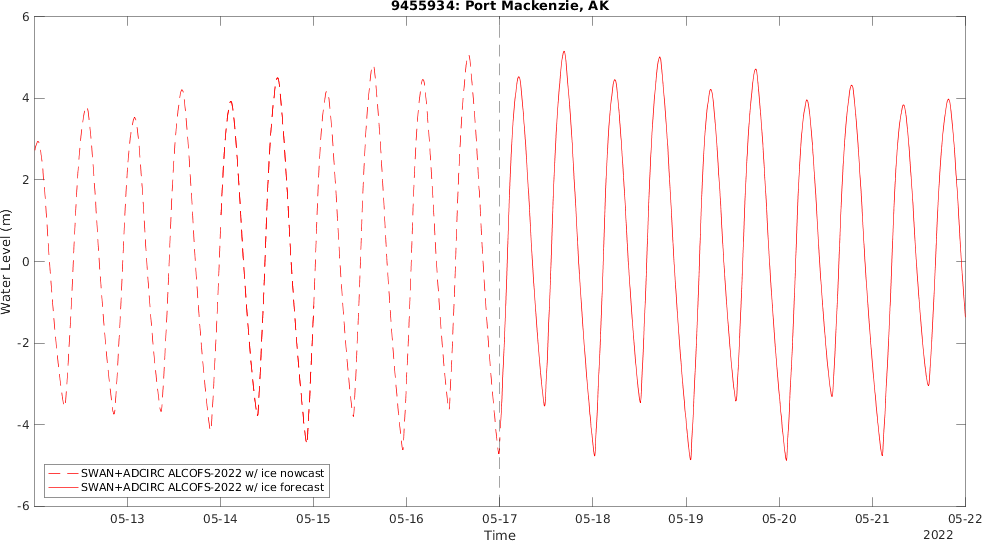 9455934: Port Mackenzie, AK
Water Level (m)
6
4
2
0
-2
-4
-6
SWAN+ADCIRC ALCOFS-2022 w/ ice nowcast
SWAN+ADCIRC ALCOFS-2022 w/ ice forecast
05-13 05-14 05-15 05-16 05-17 05-18 05-19 05-20 05-21 05-22
Time
2022